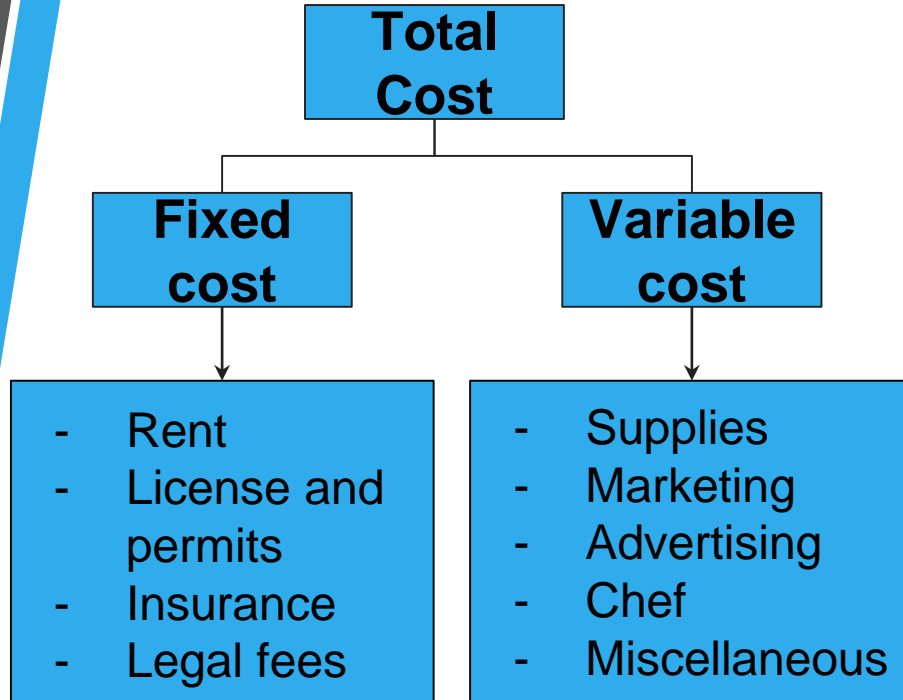 Total
Cost
Fixed
cost
Variable
cost
- Rent
- License and
permits
- Insurance
- Legal fees
- Supplies
- Marketing
- Advertising
- Chef
- Miscellaneous